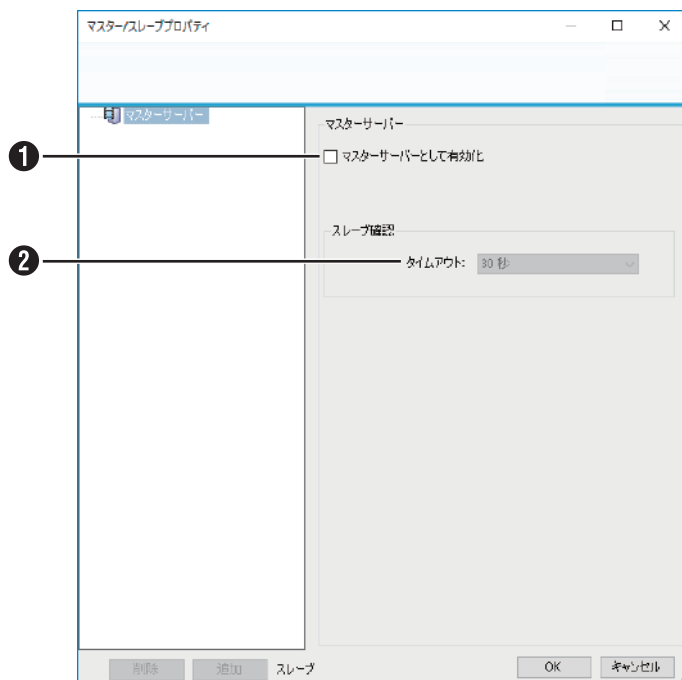 マスター/スレーブプロパティ
マスターサーバー
マスターサーバー
❶
マスターサーバーとして有効化
スレーブ確認
❷
タイムアウト: 30 秒
削除 追加 スレーブ OK キャンセル